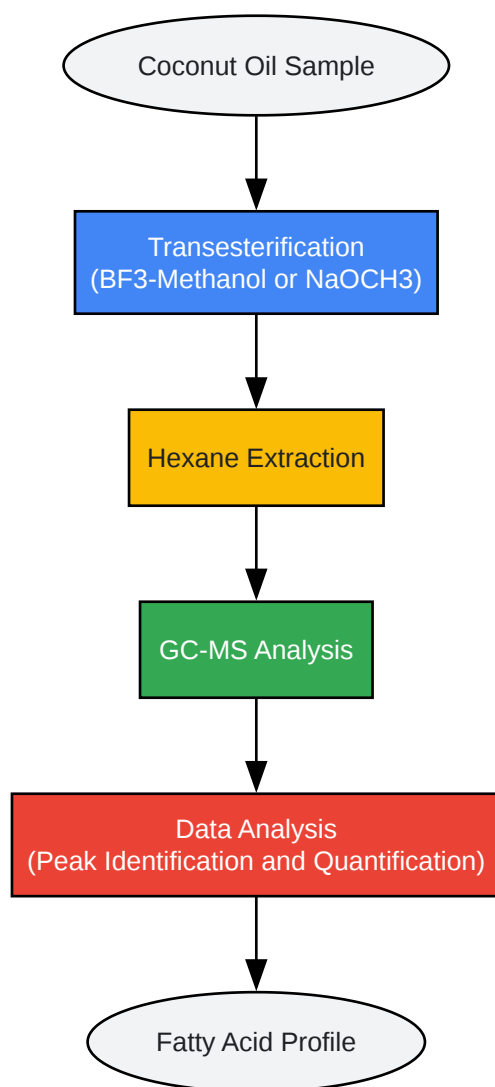 Coconut Oil Sample
Transesterification
(BF3-Methanol or NaOCH3)
Hexane Extraction
GC-MS Analysis
Data Analysis
(Peak Identification and Quantification)
Fatty Acid Profile